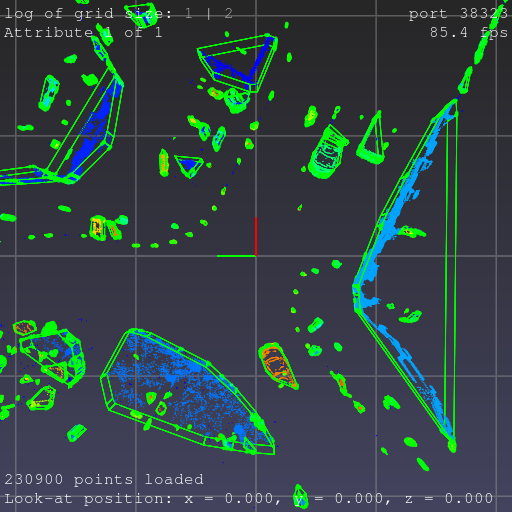 log of grid size: 1 | 2
port 38323
Attribute 1 of 1
85.4 fps
230900 points loaded
Look-at position: x = 0.000, y = 0.000, z = 0.000